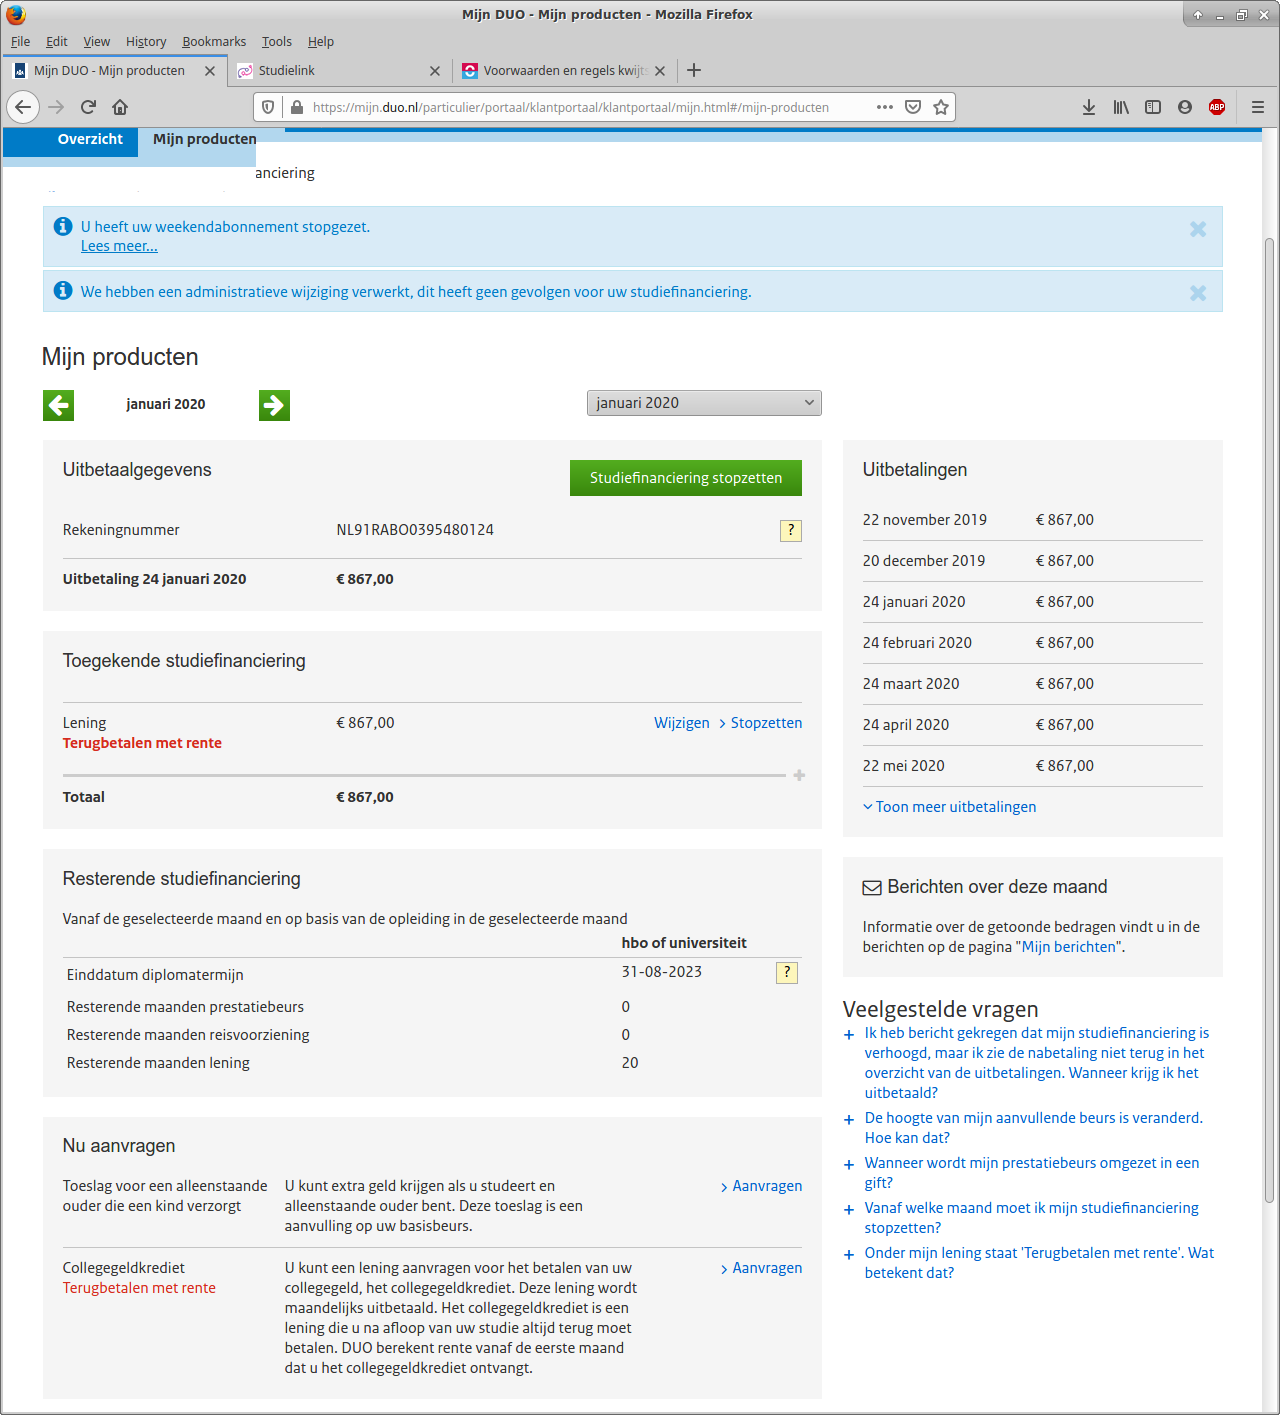 Mijn DUO - Mijn producten - Mozilla Firefox
File Edit View History Bookmarks Tools Help
Mijn DUO - Mijn producten
Studielink
Voorwaarden en regels kwijts
https://mijn.duo.nl/particulier/portaal/klantportaal/klantportaal/mijn.html#/mijn-producten
ABP
Overzicht
Mijn producten
anciering
U heeft uw weekendabonnement stopgezet.
Lees meer...
We hebben een administratieve wijziging verwerkt, dit heeft geen gevolgen voor uw studiefinanciering.
Mijn producten
januari 2020
januari 2020
Uitbetaalgegevens
Studiefinanciering stopzetten
Rekeningnummer NL91RABO0395480124 ?
Uitbetaling 24 januari 2020 € 867,00
Toegekende studiefinanciering
Lening € 867,00 Wijzigen > Stopzetten
Terugbetalen met rente
Totaal € 867,00
Resterende studiefinanciering
Vanaf de geselecteerde maand en op basis van de opleiding in de geselecteerde maand
hbo of universiteit
Einddatum diplomatermijn 31-08-2023 ?
Resterende maanden prestatiebeurs 0
Resterende maanden reisvoorziening 0
Resterende maanden lening 20
Nu aanvragen
Toeslag voor een alleenstaande
ouder die een kind verzorgt
U kunt extra geld krijgen als u studeert en
alleenstaande ouder bent. Deze toeslag is een
aanvulling op uw basisbeurs.
> Aanvragen
Collegegeldkrediet
Terugbetalen met rente
U kunt een lening aanvragen voor het betalen van uw
collegegeld, het collegegeldkrediet. Deze lening wordt
maandelijks uitbetaald. Het collegegeldkrediet is een
lening die u na afloop van uw studie altijd terug moet
betalen. DUO berekent rente vanaf de eerste maand
dat u het collegegeldkrediet ontvangt.
> Aanvragen
Uitbetalingen
22 november 2019 € 867,00
20 december 2019 € 867,00
24 januari 2020 € 867,00
24 februari 2020 € 867,00
24 maart 2020 € 867,00
24 april 2020 € 867,00
22 mei 2020 € 867,00
Toon meer uitbetalingen
Berichten over deze maand
Informatie over de getoonde bedragen vindt u in de
berichten op de pagina "Mijn berichten".
Veelgestelde vragen
+ Ik heb bericht gekregen dat mijn studiefinanciering is
verhoogd, maar ik zie de nabetaling niet terug in het
overzicht van de uitbetalingen. Wanneer krijg ik het
uitbetaald?
+ De hoogte van mijn aanvullende beurs is veranderd.
Hoe kan dat?
+ Wanneer wordt mijn prestatiebeurs omgezet in een
gift?
+ Vanaf welke maand moet ik mijn studiefinanciering
stopzetten?
+ Onder mijn lening staat 'Terugbetalen met rente'. Wat
betekent dat?